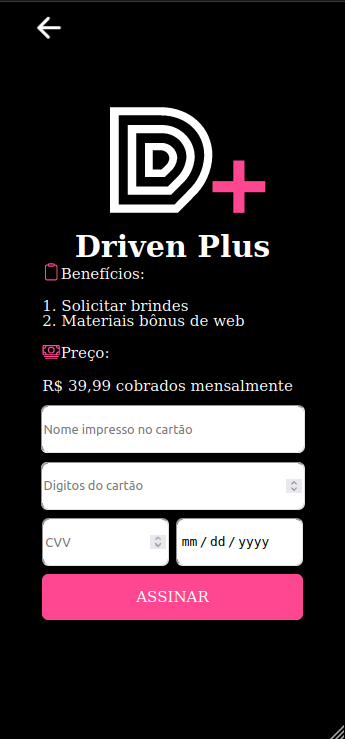 D+
Driven Plus
Benefícios:
1. Solicitar brindes
2. Materiais bônus de web
Preço:
R$ 39,99 cobrados mensalmente
Nome impresso no cartão
Digitos do cartão
CVV
mm/dd/yyyy
ASSINAR